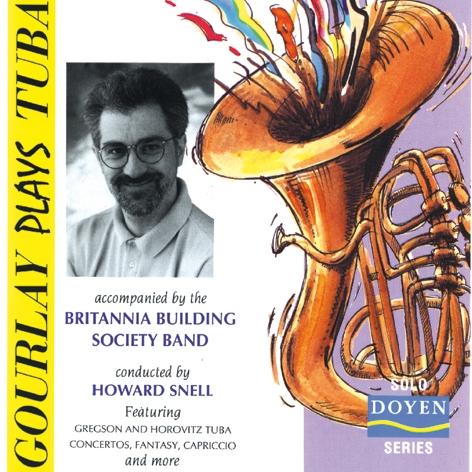 GOURLAY PLAYS TUBA
accompanied by the
BRITANNIA BUILDING
SOCIETY BAND
conducted by
HOWARD SNELL
Featuring
GREGSON AND HOROVITZ TUBA
CONCERTOS, FANTASY, CAPRICCIO
and more
SOLO
DOYEN
SERIES